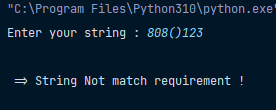 "C:\Program Files\Python310\python.exe"
Enter your string : 808()123
=> String Not match requirement !